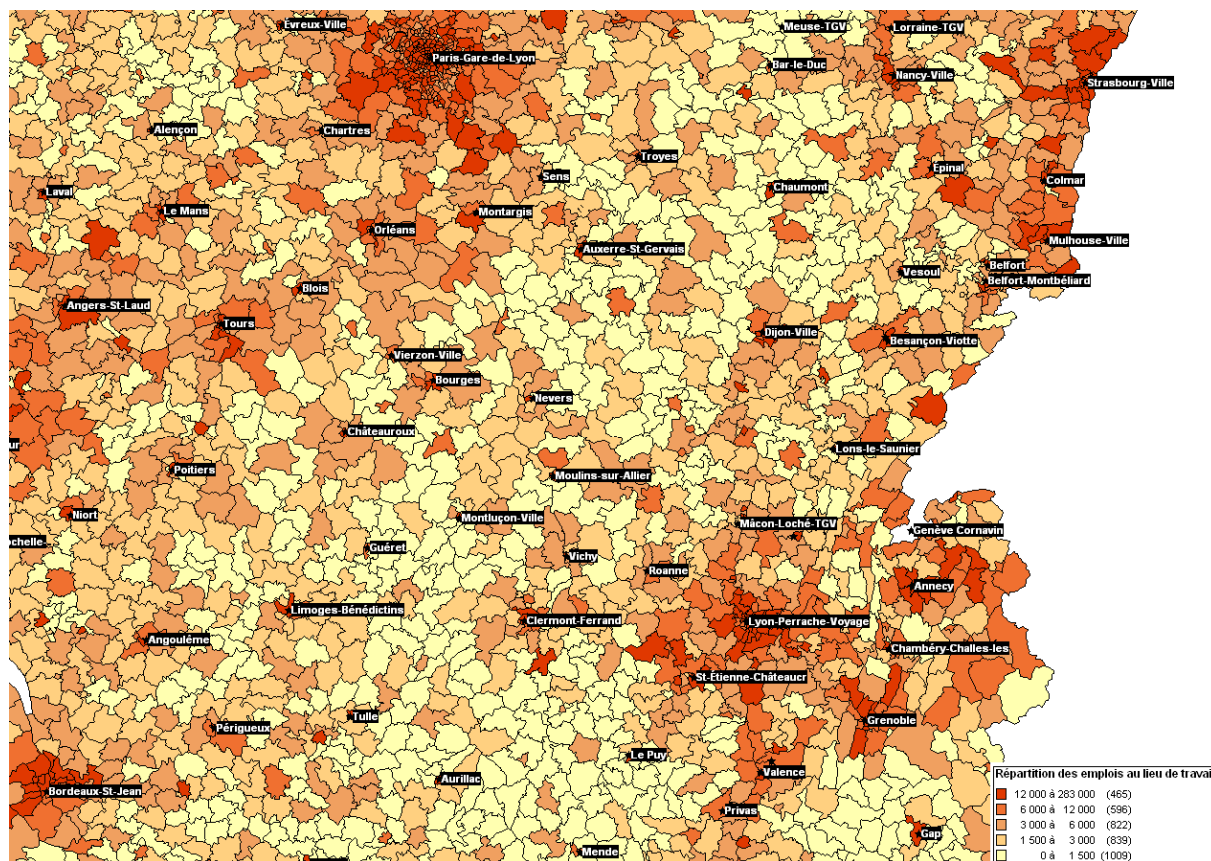 Évreux-Ville
Meuse-TGV
Lorraine-TGV
Paris-Gare-de-Lyon
Bar-le-Duc
Nancy-Ville
Strasbourg-Ville
Alençon
Chartres
Troyes
Épinal
Sens
Colmar
Laval
Chaumont
Le Mans
Montargis
Orléans
Mulhouse-Ville
Auxerre-St-Gervais
Belfort
Vesoul
Belfort-Montbéliard
Blois
Angers-St-Laud
Tours
Dijon-Ville
Besançon-Viotte
Vierzon-Ville
Bourges
Nevers
Châteauroux
ur
Lons-le-Saunier
Poitiers
Moulins-sur-Allier
Niort
Montluçon-Ville
Mâcon-Loché-TGV
Genève Cornavin
ochelle-
Guéret
Vichy
Roanne
Annecy
Limoges-Bénédictins
Clermont-Ferrand
Lyon-Perrache-Voyage
Angoulême
Chambéry-Challes-les
St-Étienne-Châteaucr
Tulle
Grenoble
Périgueux
Le Puy
Valence
Aurillac
Bordeaux-St-Jean
Privas
Gap
Mende
Répartition des emplois au lieu de travai
12 000 à 283 000 (465)
6 000 à 12 000 (596)
3 000 à 6 000 (822)
1 500 à 3 000 (839)
0 à 1 500 (1009)